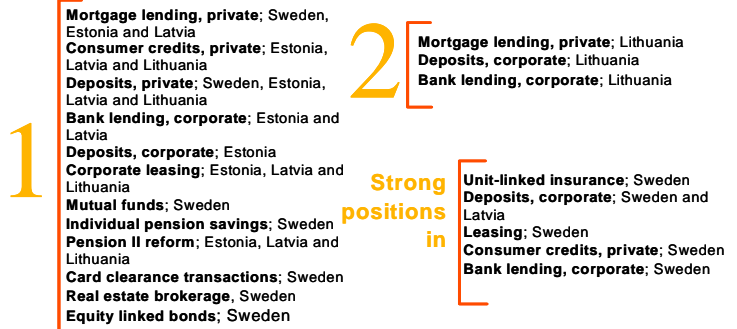 1
Mortgage lending, private; Sweden,
Estonia and Latvia
Consumer credits, private; Estonia,
Latvia and Lithuania
Deposits, private; Sweden, Estonia,
Latvia and Lithuania
Bank lending, corporate; Estonia and
Latvia
Deposits, corporate; Estonia
Corporate leasing; Estonia, Latvia and
Lithuania
Mutual funds; Sweden
Individual pension savings; Sweden
Pension II reform; Estonia, Latvia and
Lithuania
Card clearance transactions; Sweden
Real estate brokerage, Sweden
Equity linked bonds; Sweden
2
Mortgage lending, private; Lithuania
Deposits, corporate; Lithuania
Bank lending, corporate; Lithuania
Strong
positions
in
Unit-linked insurance; Sweden
Deposits, corporate; Sweden and
Latvia
Leasing; Sweden
Consumer credits, private; Sweden
Bank lending, corporate; Sweden